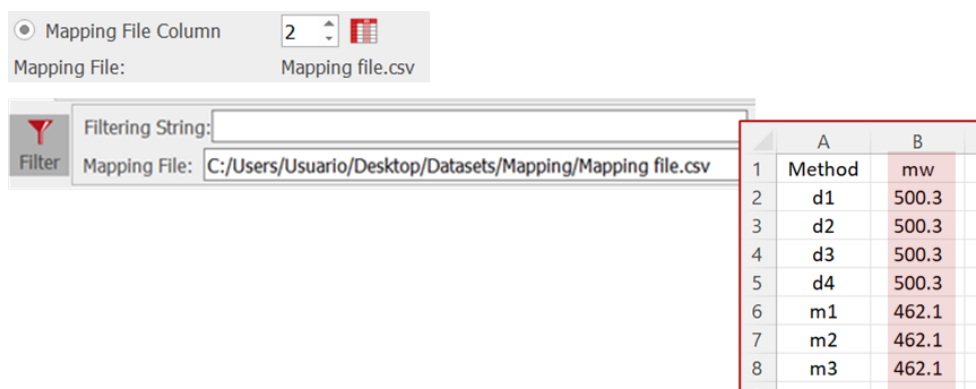 Mapping File Column 2
Mapping File: Mapping file.csv
Filter
Filtering String:
Mapping File: C:/Users/Usuario/Desktop/Datasets/Mapping/Mapping file.csv
A B
1 Method mw
2 d1 500.3
3 d2 500.3
4 d3 500.3
5 d4 500.3
6 m1 462.1
7 m2 462.1
8 m3 462.1